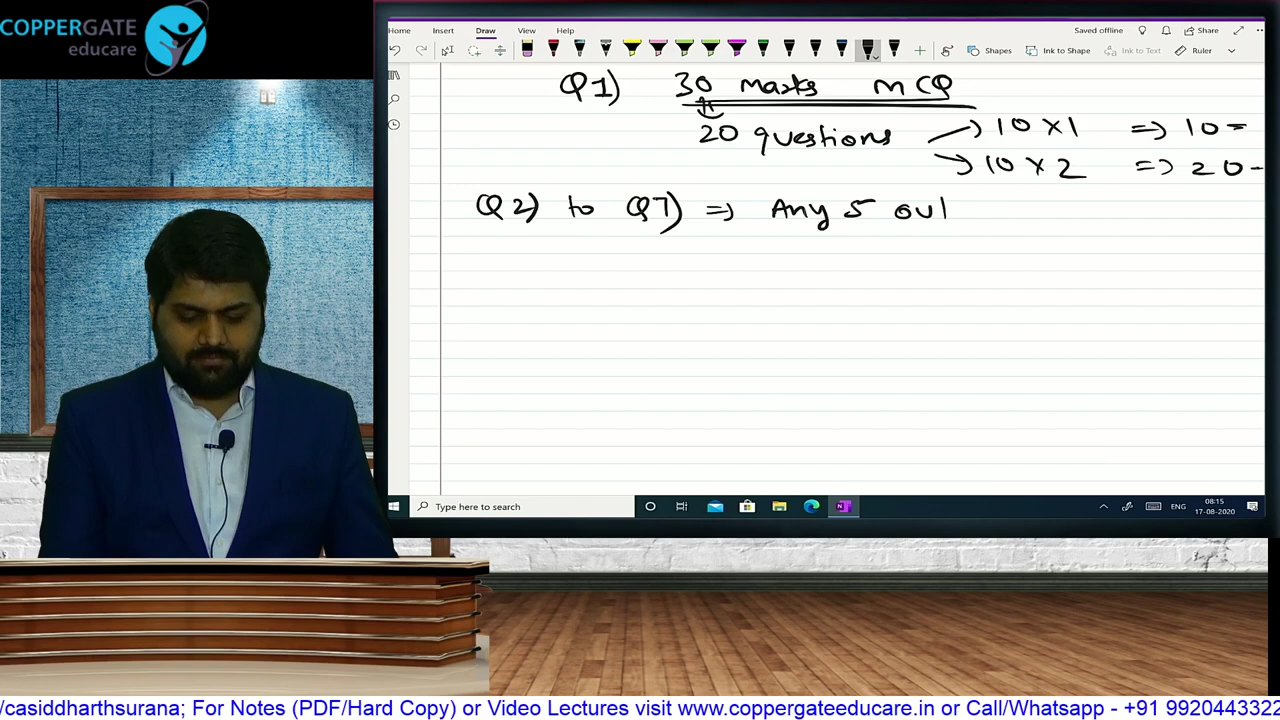 COPPERGATE
educare
Home Insert Draw View Help
Saved offline Share
Shapes Ink to Shape Ink to Text Ruler
Q1) 30 marks MCQ
20 questions → 10 x 1 => 10
→ 10 x 2 => 20
Q2) to Q7) => Any 5 out
Type here to search
ENG
08:15
17-08-2020
/casiddharthsurana; For Notes (PDF/Hard Copy) or Video Lectures visit www.coppergateeducare.in or Call/Whatsapp - +91 9920443322